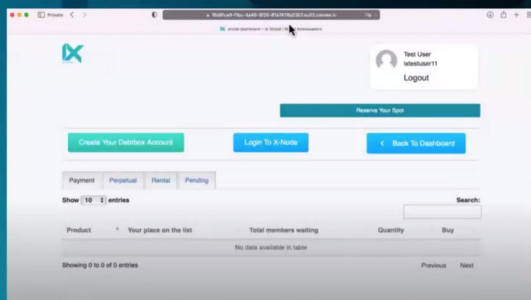 Private
Test User
ixtestuser11
Logout
Reserve Your Spot
Create Your Debtbox Account
Login To X-Node
Back To Dashboard
Payment Perpetual Rental Pending
Show 10 entries
Search:
Product Your place on the list Total members waiting Quantity Buy
No data available in table
Showing 0 to 0 of 0 entries
Previous Next